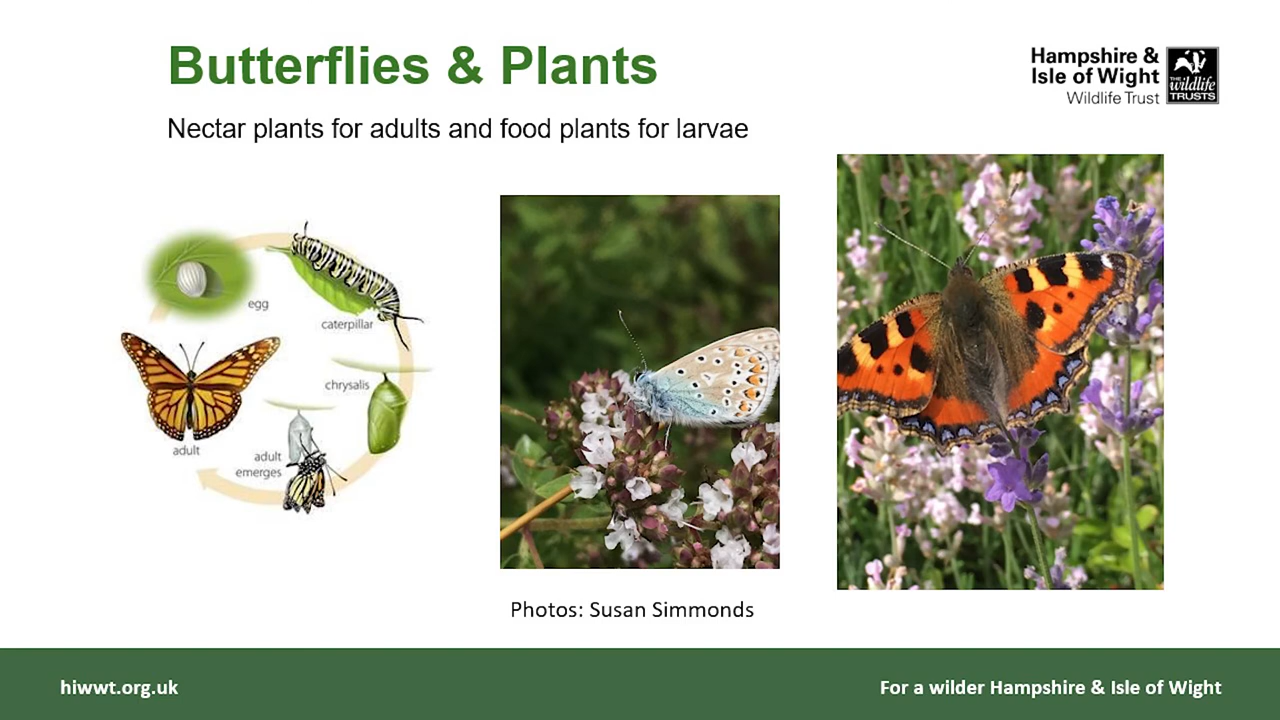 Butterflies & Plants
Nectar plants for adults and food plants for larvae
Hampshire &
Isle of Wight
Wildlife Trust
THE
wildlife
TRUSTS
egg
caterpillar
chrysalis
adult
emerges
adult
Photos: Susan Simmonds
hiwwt.org.uk
For a wilder Hampshire & Isle of Wight